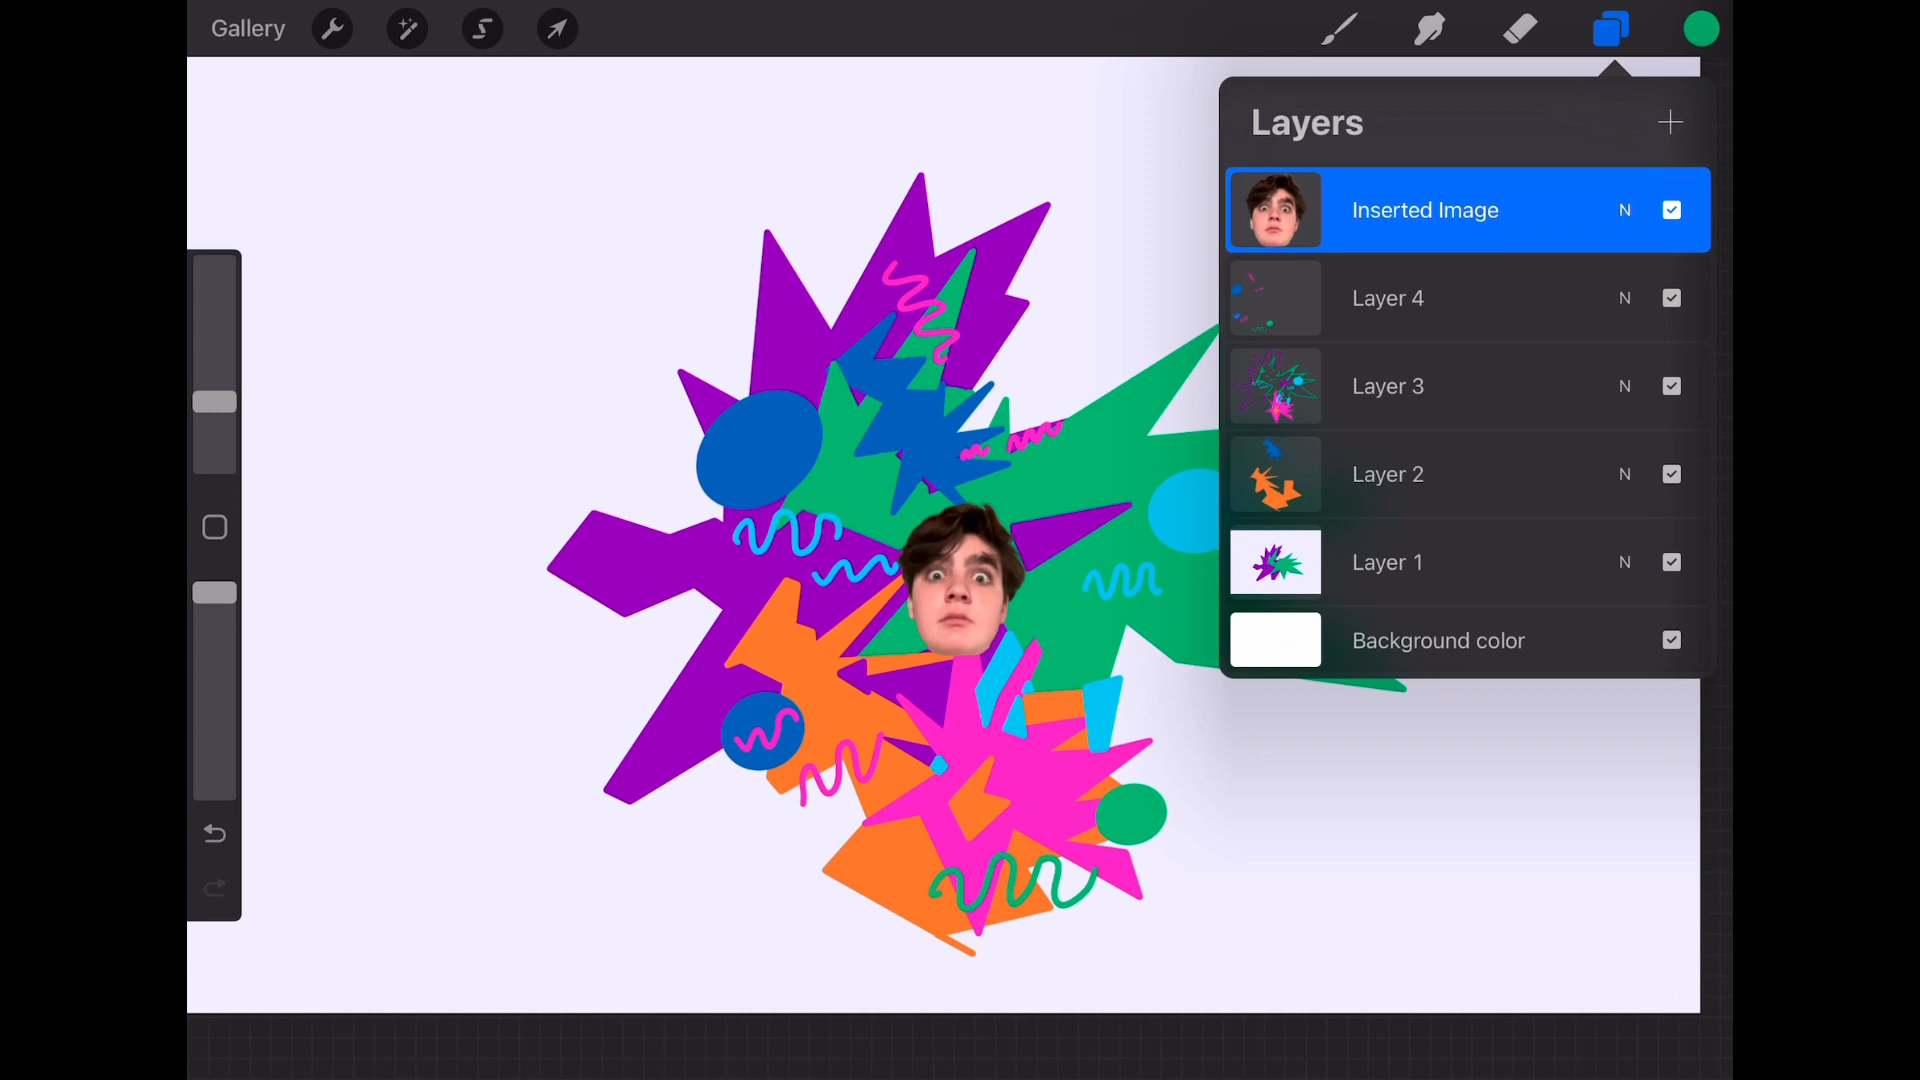 Gallery
Layers
Inserted Image N
Layer 4 N
Layer 3 N
Layer 2 N
Layer 1 N
Background color